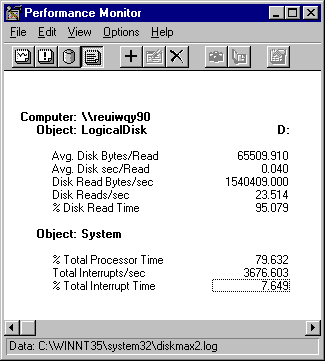 Performance Monitor
File Edit View Options Help
Computer: \\reuiwqy90
Object: LogicalDisk D:
Avg. Disk Bytes/Read 65509.910
Avg. Disk sec/Read 0.040
Disk Read Bytes/sec 1540409.000
Disk Reads/sec 23.514
% Disk Read Time 95.079
Object: System
% Total Processor Time 79.632
Total Interrupts/sec 3676.603
% Total Interrupt Time 7.649
Data: C:\WINNT35\system32\diskmax2.log